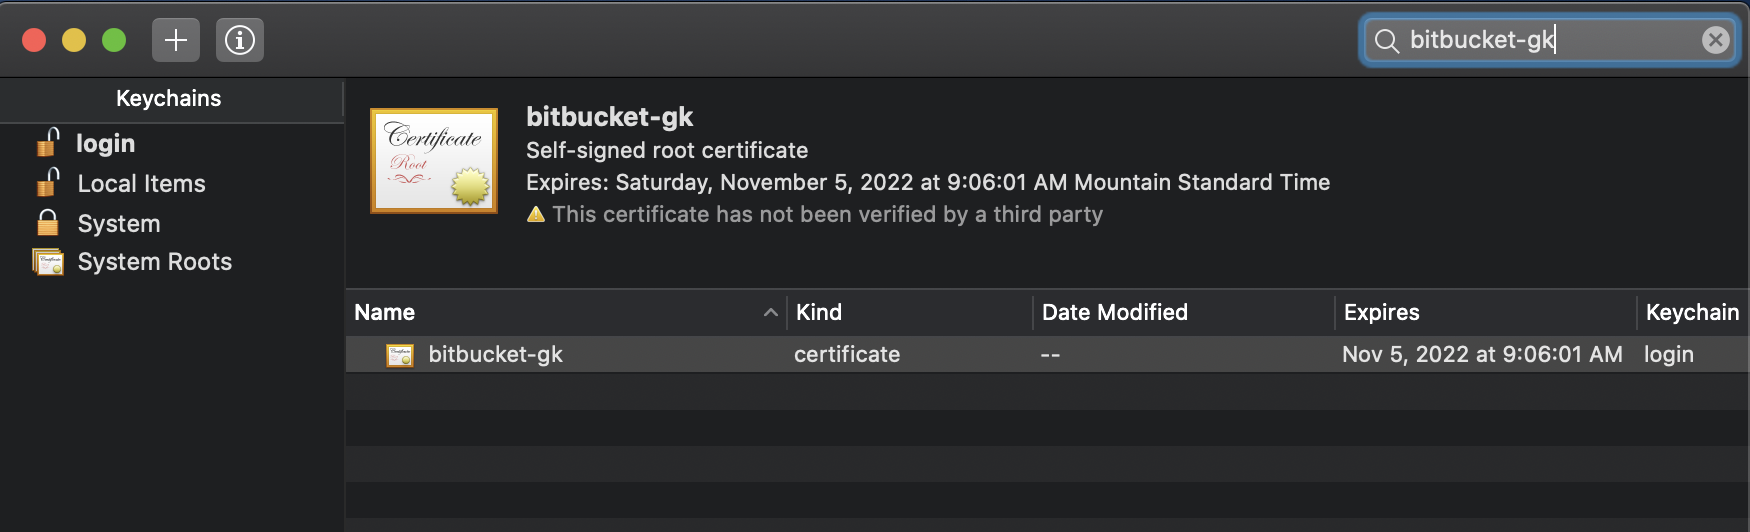 bitbucket-gk
Keychains
login
Local Items
System
System Roots
Certificate
Root
bitbucket-gk
Self-signed root certificate
Expires: Saturday, November 5, 2022 at 9:06:01 AM Mountain Standard Time
This certificate has not been verified by a third party
Name Kind Date Modified Expires Keychain
bitbucket-gk certificate -- Nov 5, 2022 at 9:06:01 AM login